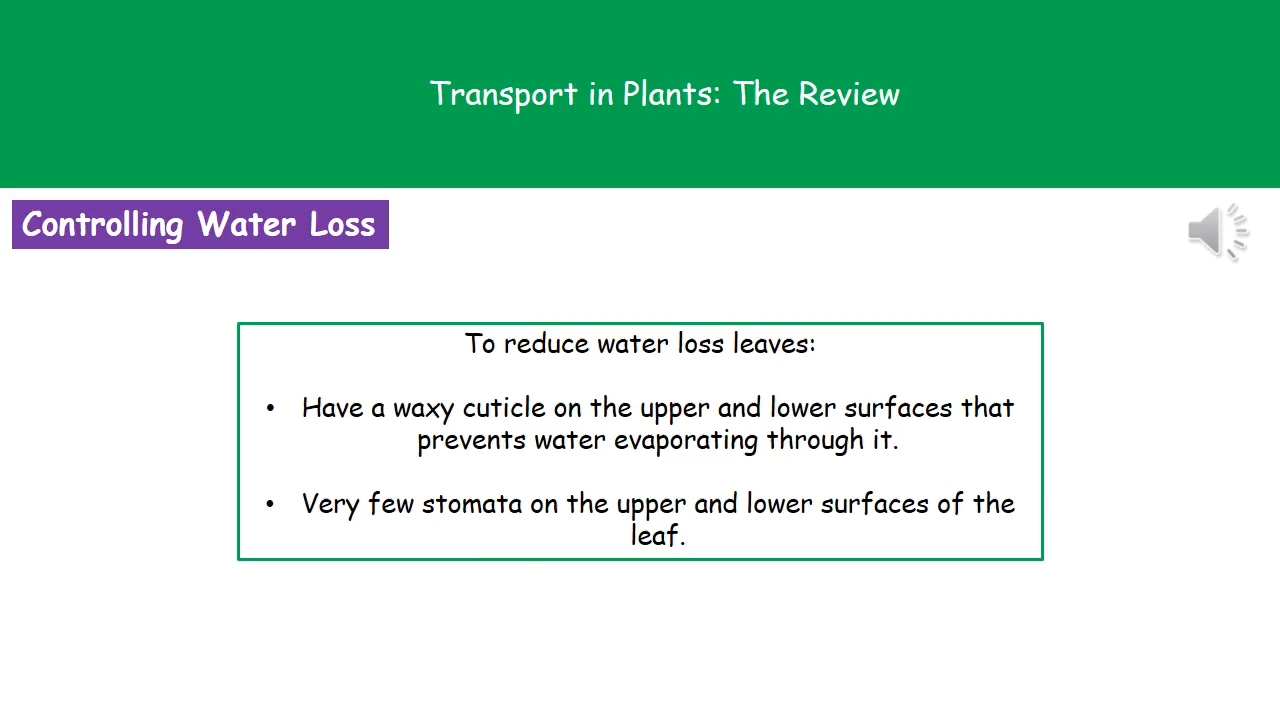 Transport in Plants: The Review
Controlling Water Loss
To reduce water loss leaves:
• Have a waxy cuticle on the upper and lower surfaces that
prevents water evaporating through it.
• Very few stomata on the upper and lower surfaces of the
leaf.